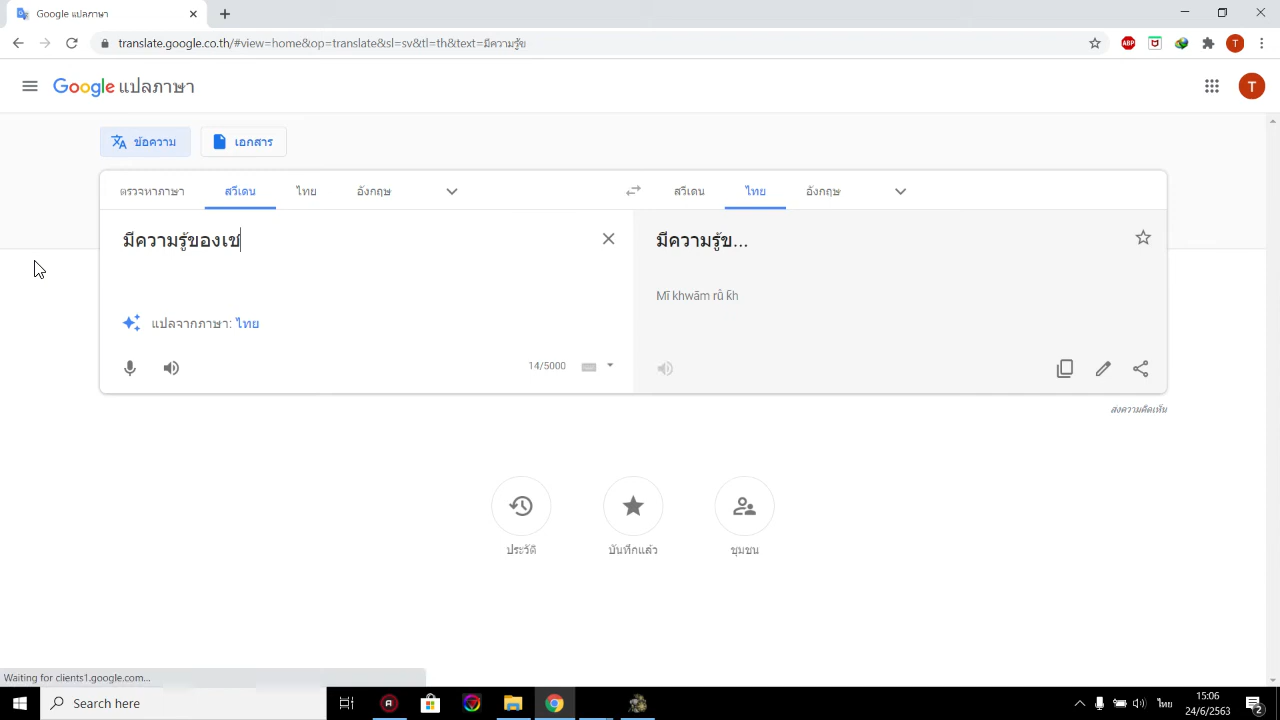 Google แปลภาษา
translate.google.co.th/#view=home&op=translate&sl=sv&tl=th&text=มีความรู้ข
ABP
T
Google แปลภาษา
T
ข้อความ
เอกสาร
ตรวจหาภาษา
สวีเดน
ไทย
อังกฤษ
สวีเดน
ไทย
อังกฤษ
มีความรู้ของเช
มีความรู้ข...
Mī khwām rū̂ k̄h
แปลจากภาษา: ไทย
14/5000
ส่งความคิดเห็น
ประวัติ
บันทึกแล้ว
ชุมชน
Waiting for clients1.google.com...
Search here
ไทย
15:06
24/6/2563
2